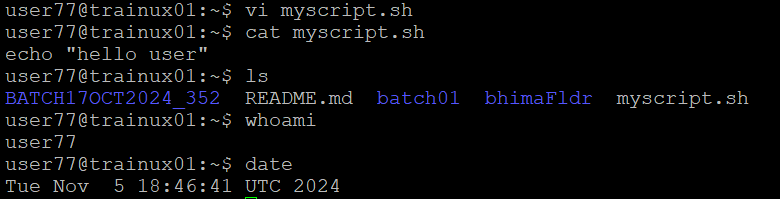 user77@trainux01:~$ vi myscript.sh
user77@trainux01:~$ cat myscript.sh
echo "hello user"
user77@trainux01:~$ ls
BATCH17OCT2024_352  README.md  batch01  bhimaFldr  myscript.sh
user77@trainux01:~$ whoami
user77
user77@trainux01:~$ date
Tue Nov  5 18:46:41 UTC 2024